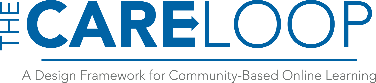 THE CARELOOP
A Design Framework for Community-Based Online Learning